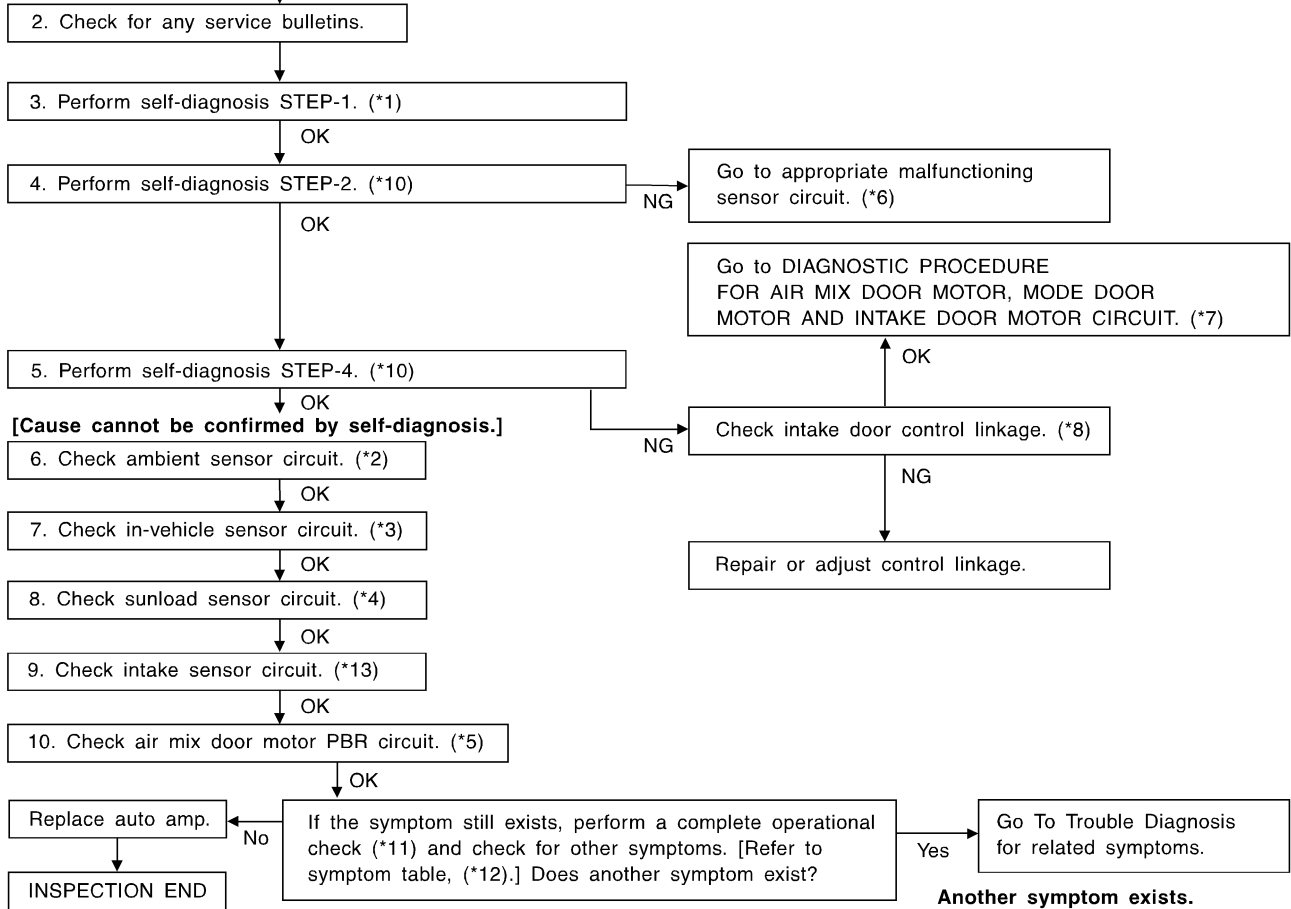 2. Check for any service bulletins.
3. Perform self-diagnosis STEP-1. (*1)
OK
4. Perform self-diagnosis STEP-2. (*10)
NG
Go to appropriate malfunctioning
sensor circuit. (*6)
OK
Go to DIAGNOSTIC PROCEDURE
FOR AIR MIX DOOR MOTOR, MODE DOOR
MOTOR AND INTAKE DOOR MOTOR CIRCUIT. (*7)
OK
5. Perform self-diagnosis STEP-4. (*10)
OK
[Cause cannot be confirmed by self-diagnosis.]
NG
Check intake door control linkage. (*8)
NG
Repair or adjust control linkage.
6. Check ambient sensor circuit. (*2)
OK
7. Check in-vehicle sensor circuit. (*3)
OK
8. Check sunload sensor circuit. (*4)
OK
9. Check intake sensor circuit. (*13)
OK
10. Check air mix door motor PBR circuit. (*5)
OK
If the symptom still exists, perform a complete operational
check (*11) and check for other symptoms. [Refer to
symptom table, (*12).] Does another symptom exist?
No
Replace auto amp.
INSPECTION END
Yes
Go To Trouble Diagnosis
for related symptoms.
Another symptom exists.